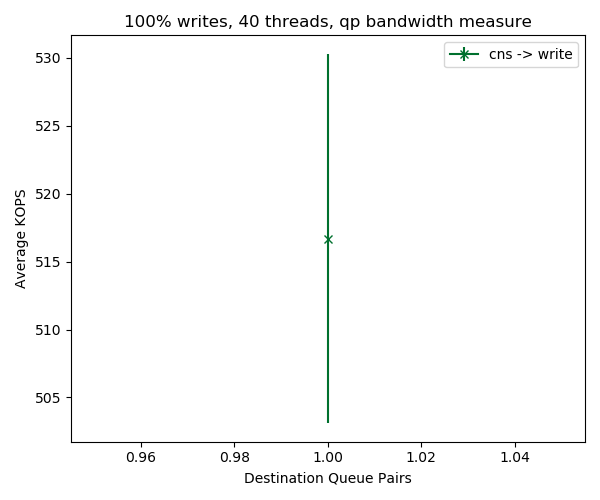 100% writes, 40 threads, qp bandwidth measure
cns -> write
Average KOPS
530
525
520
515
510
505
0.96 0.98 1.00 1.02 1.04
Destination Queue Pairs